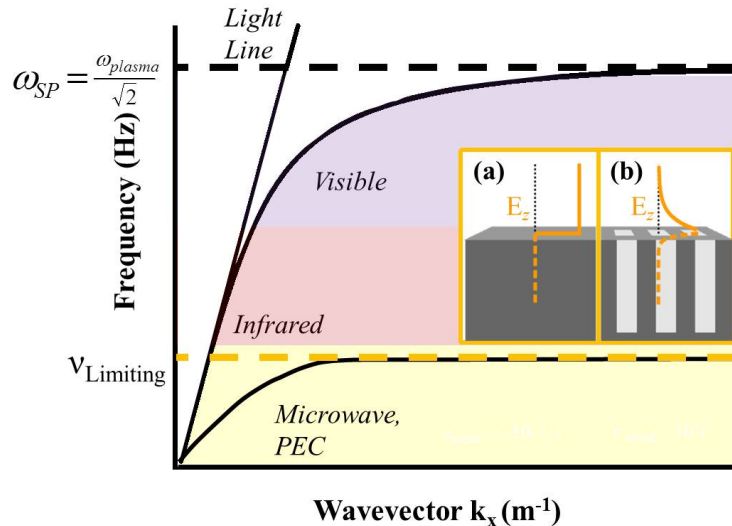 Light
Line
ω_SP = ω_plasma / √2
Frequency (Hz)
Visible
(a)
(b)
E_z
E_z
Infrared
ν_Limiting
Microwave,
PEC
Wavevector k_x (m⁻¹)